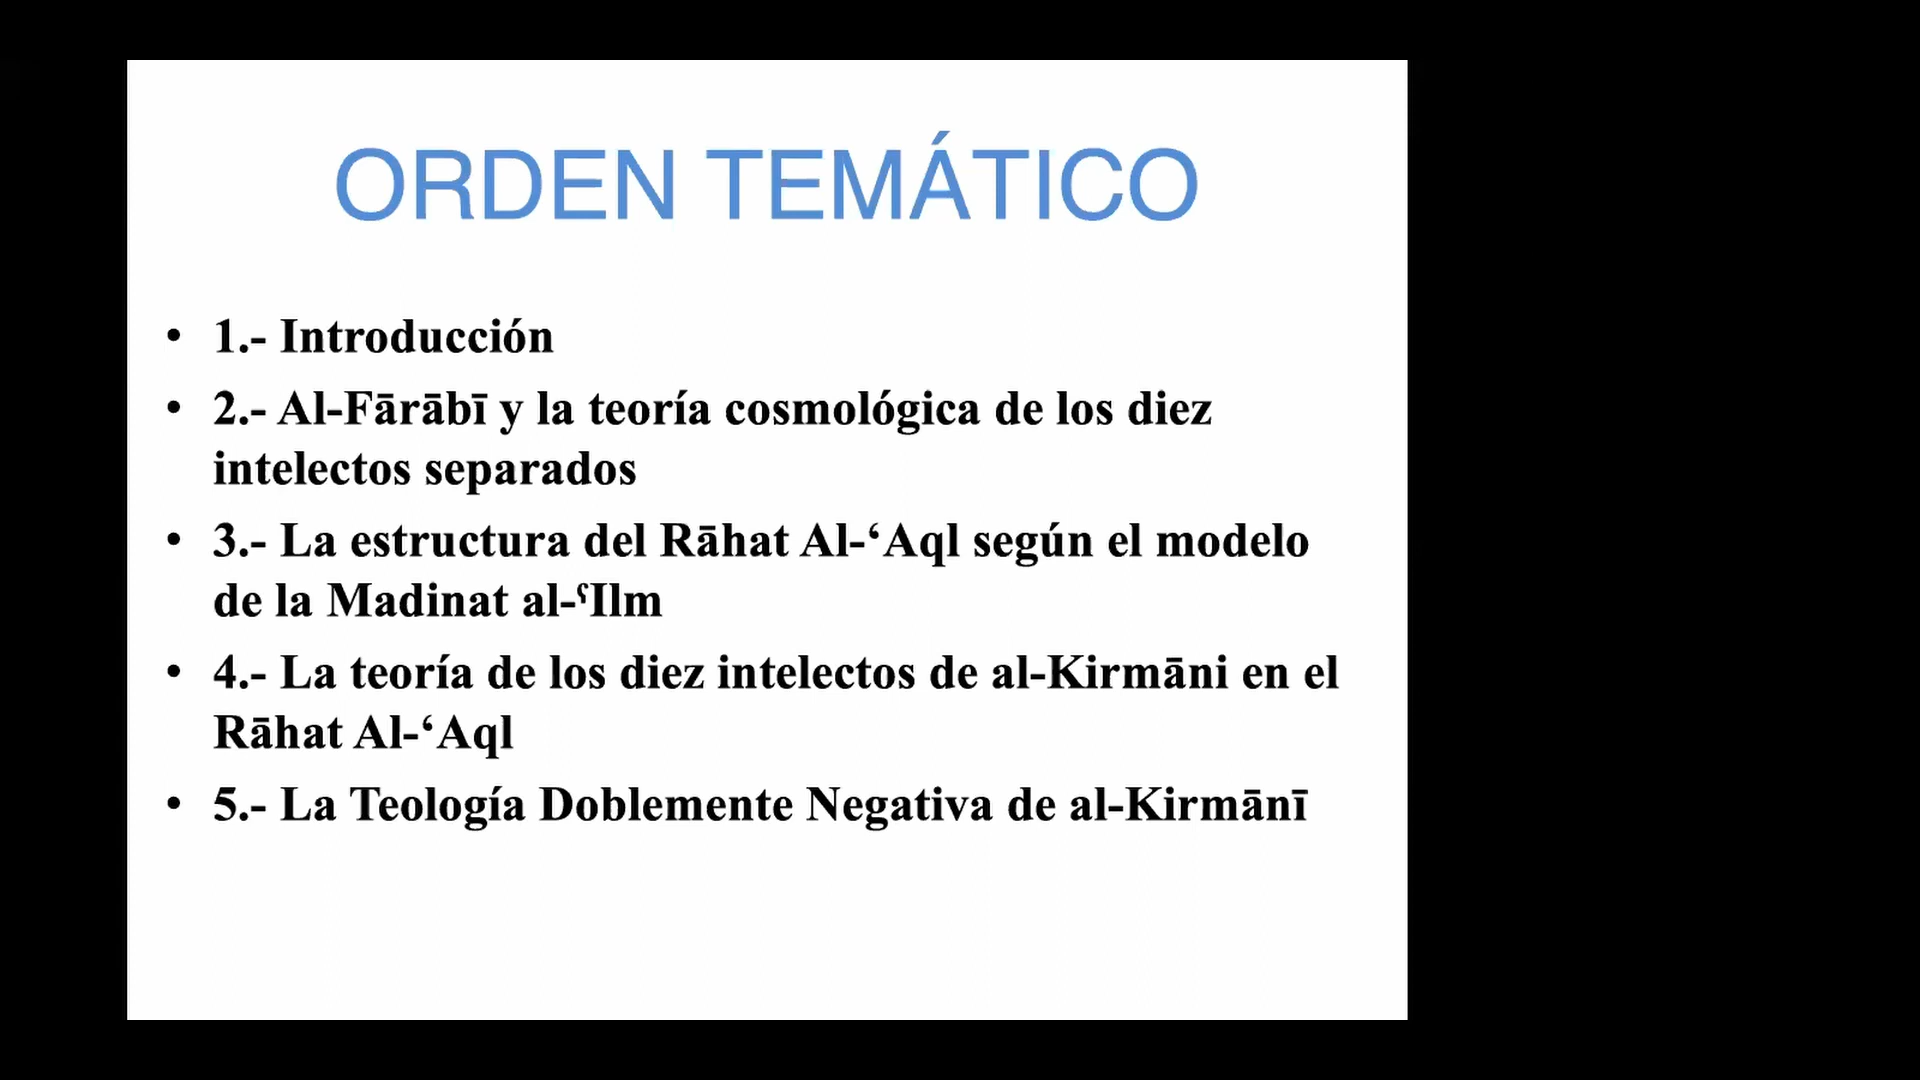 ORDEN TEMÁTICO
• 1.- Introducción
• 2.- Al-Fārābī y la teoría cosmológica de los diez
intelectos separados
• 3.- La estructura del Rāhat Al-‘Aql según el modelo
de la Madinat al-ʿIlm
• 4.- La teoría de los diez intelectos de al-Kirmāni en el
Rāhat Al-‘Aql
• 5.- La Teología Doblemente Negativa de al-Kirmānī